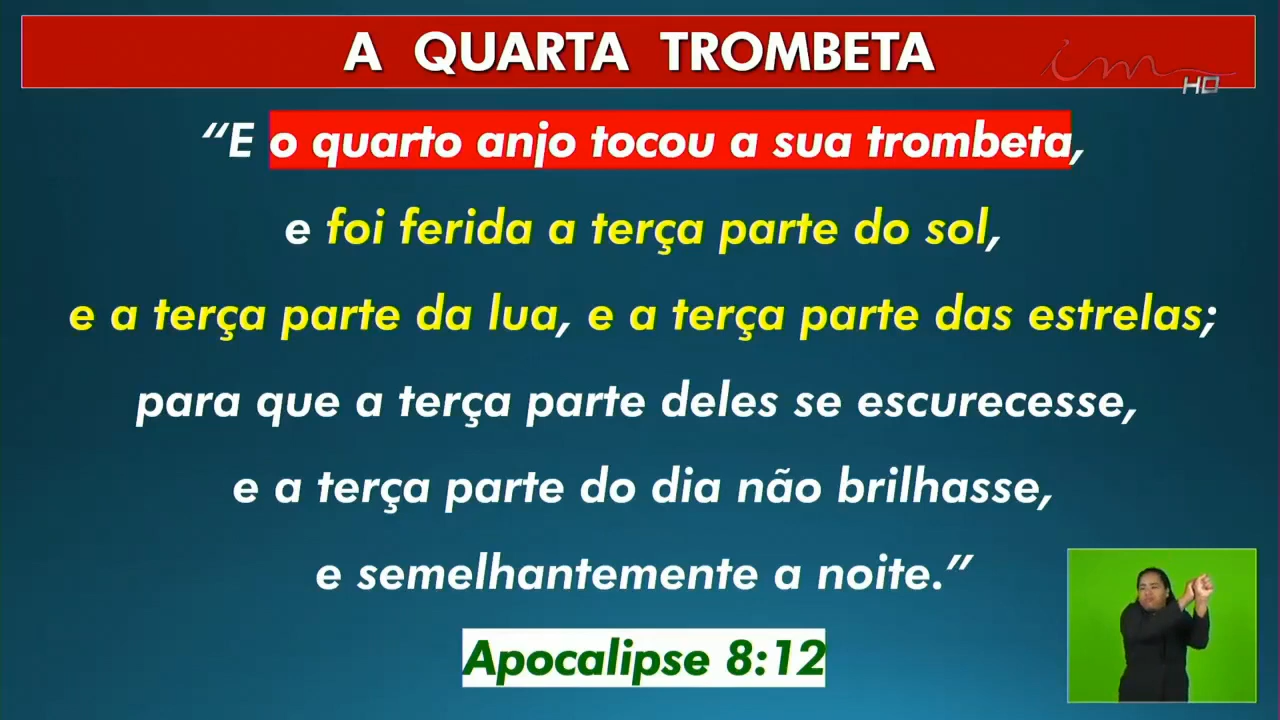 A QUARTA TROMBETA
im
HD
“E o quarto anjo tocou a sua trombeta,
e foi ferida a terça parte do sol,
e a terça parte da lua, e a terça parte das estrelas;
para que a terça parte deles se escurecesse,
e a terça parte do dia não brilhasse,
e semelhantemente a noite.”
Apocalipse 8:12